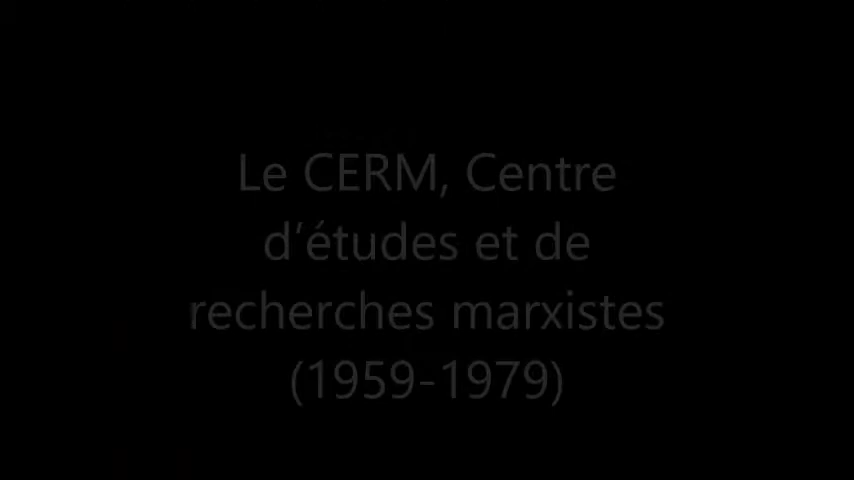 Le CERM, Centre
d’études et de
recherches marxistes
(1959-1979)